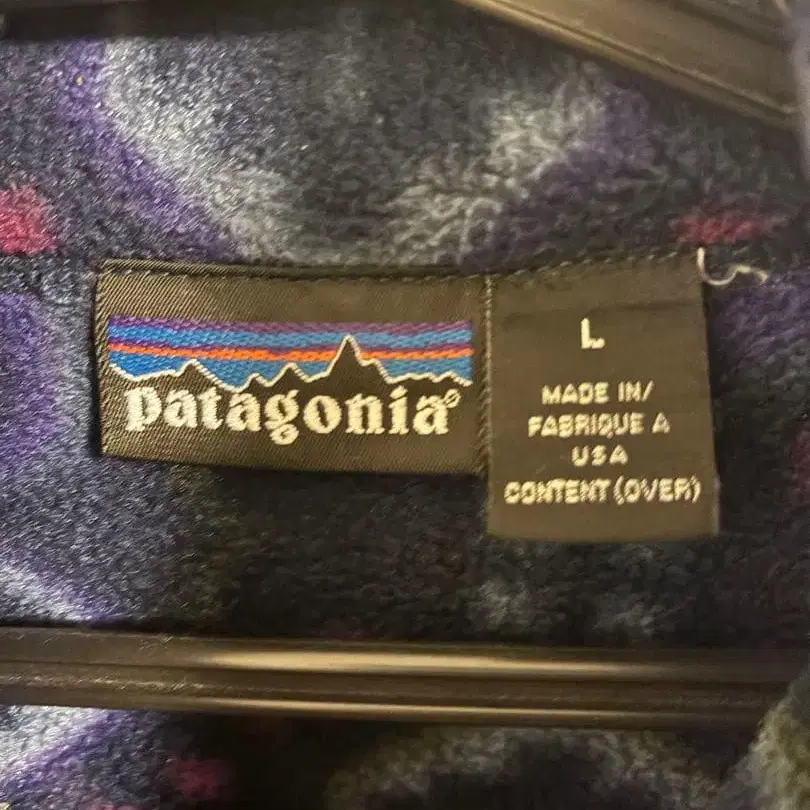 patagonia®
L
MADE IN/
FABRIQUE A
USA
CONTENT (OVER)